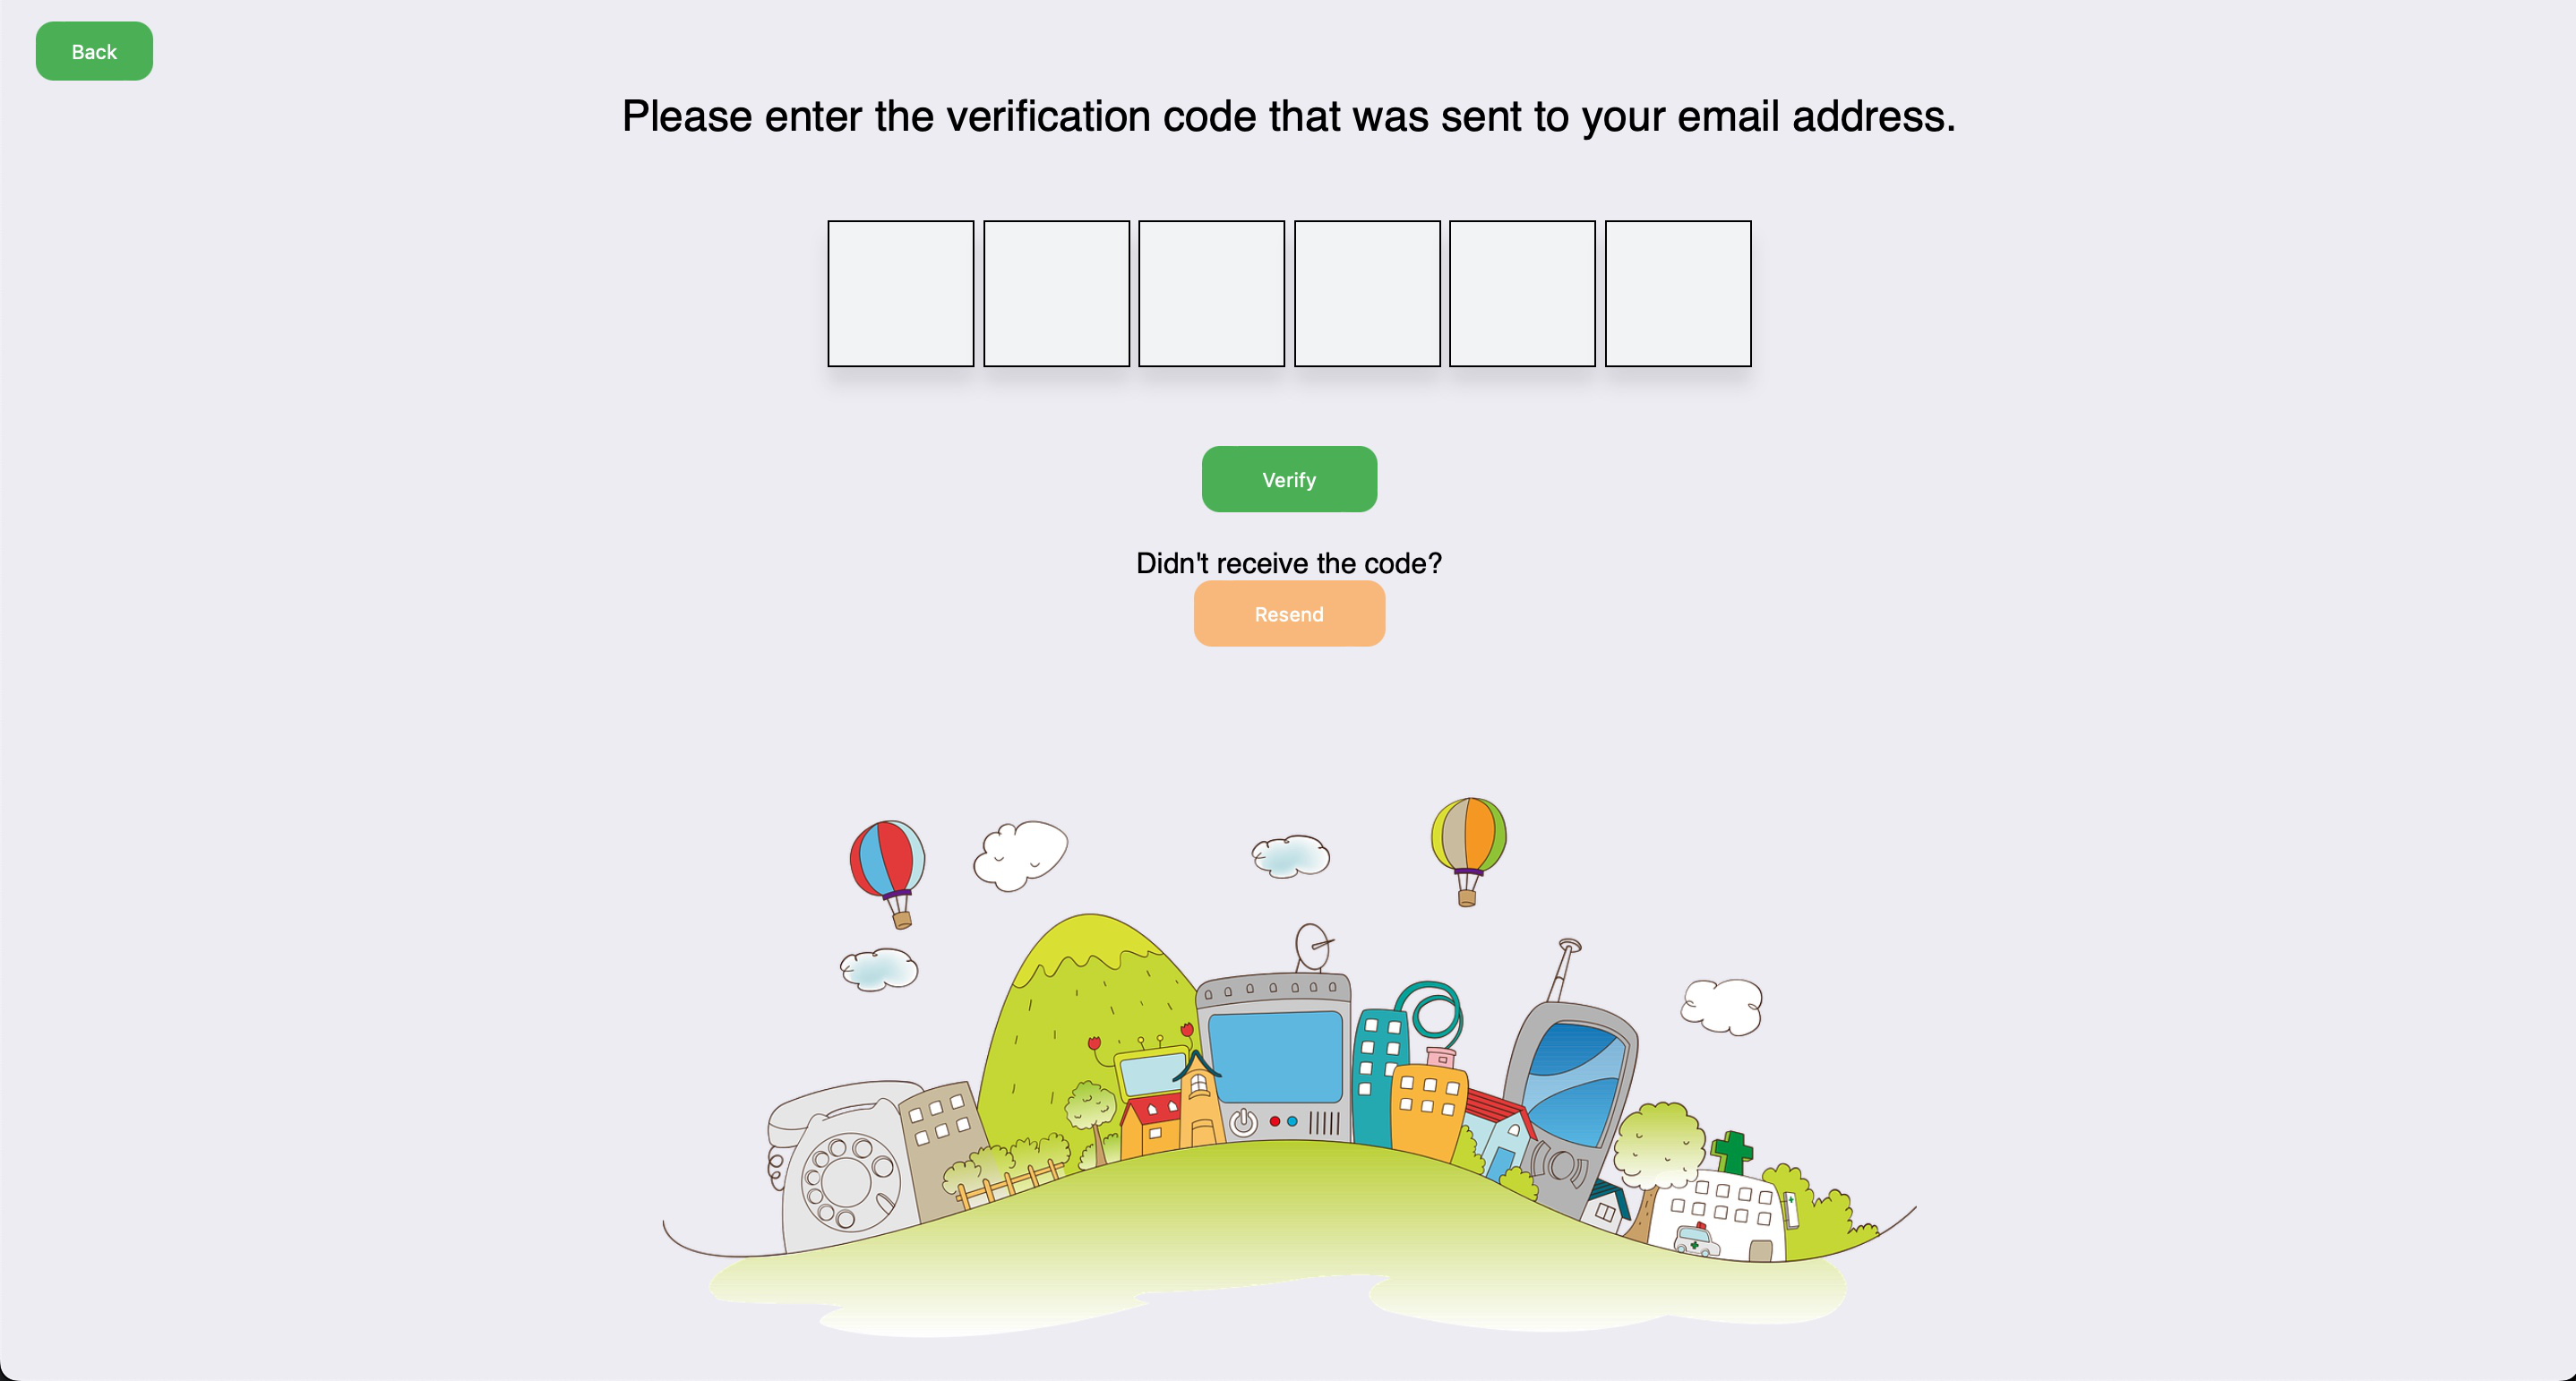 Back
Please enter the verification code that was sent to your email address.
Verify
Didn't receive the code?
Resend